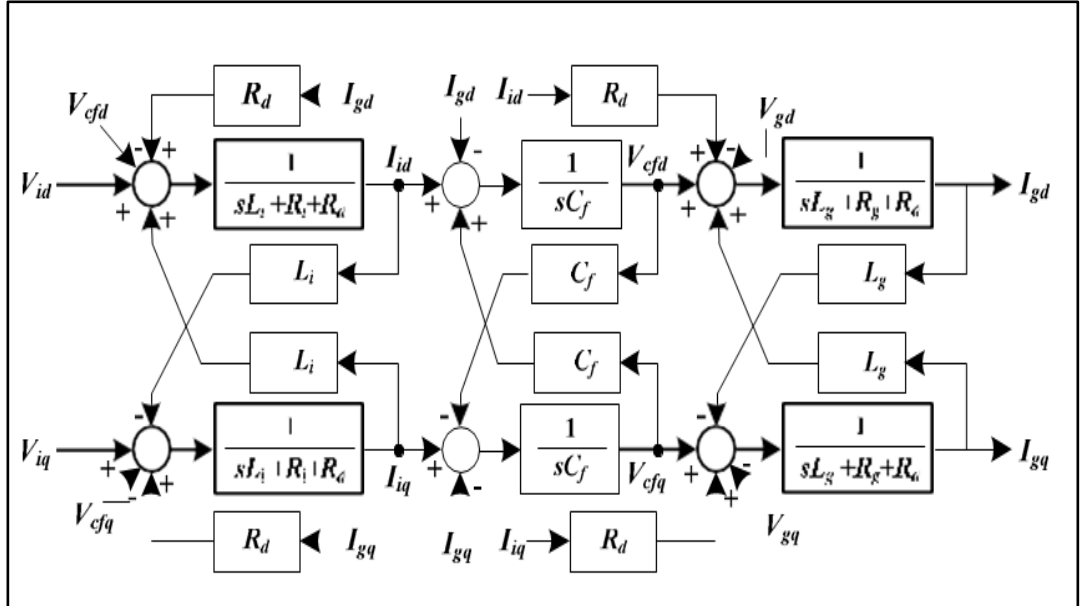 R_d I_gd I_gd I_id R_d
V_cfd V_gd
- + - + -
V_id + + I_id + + V_cfd + + I_gd
1 / sL_i + R_i + R_d
1 / sC_f
1 / sL_g + R_g + R_d
L_i C_f L_g
L_i C_f L_g
- - -
V_iq + + I_iq + - V_cfq + + I_gq
1 / sL_i + R_i + R_d
1 / sC_f
1 / sL_g + R_g + R_d
- -
V_cfq V_gq
R_d I_gq I_gq I_iq R_d